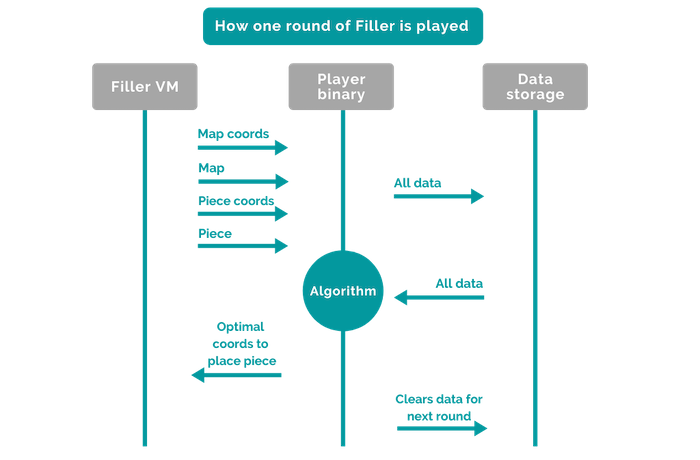 How one round of Filler is played
Filler VM
Player
binary
Data
storage
Map coords
Map
All data
Piece coords
Piece
All data
Algorithm
Optimal
coords to
place piece
Clears data for
next round